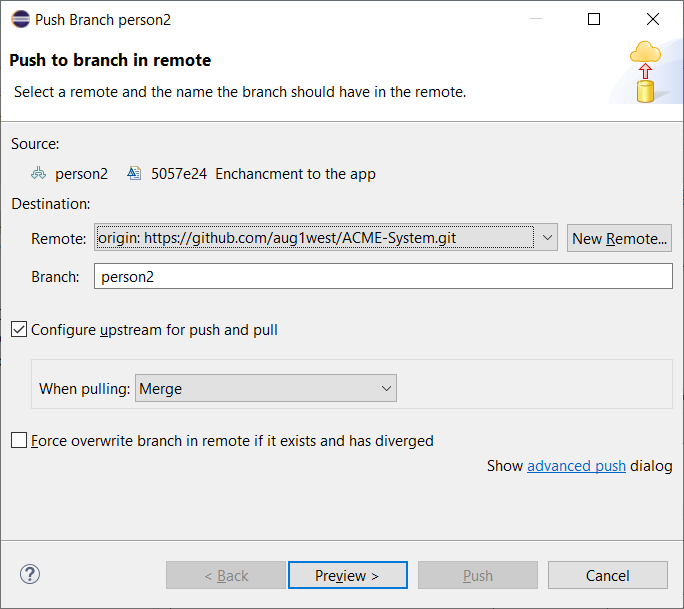 Push Branch person2
Push to branch in remote
Select a remote and the name the branch should have in the remote.
Source:
person2 5057e24 Enchancment to the app
Destination:
Remote: origin: https://github.com/aug1west/ACME-System.git New Remote...
Branch: person2
Configure upstream for push and pull
When pulling: Merge
Force overwrite branch in remote if it exists and has diverged
Show advanced push dialog
? < Back Preview > Push Cancel